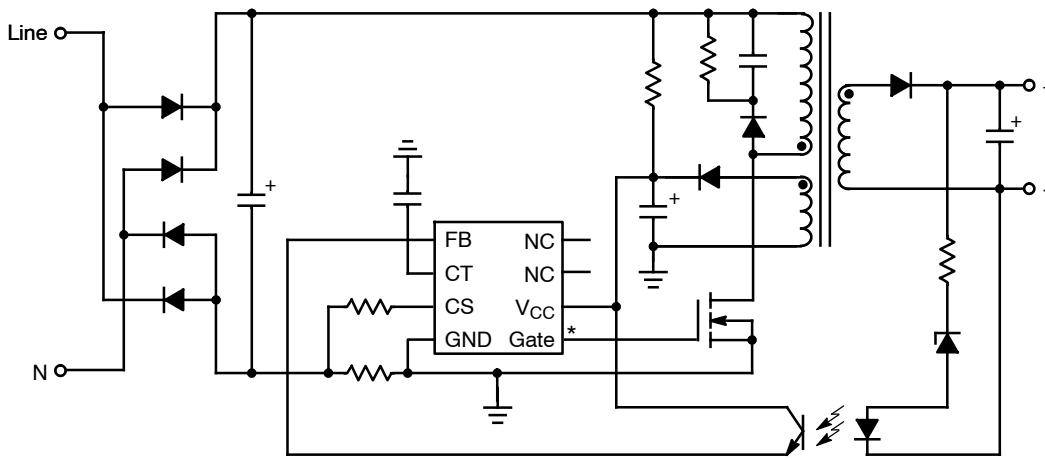 Line
+
+
+
FB
NC
CT
NC
CS
VCC
GND
Gate
*
N